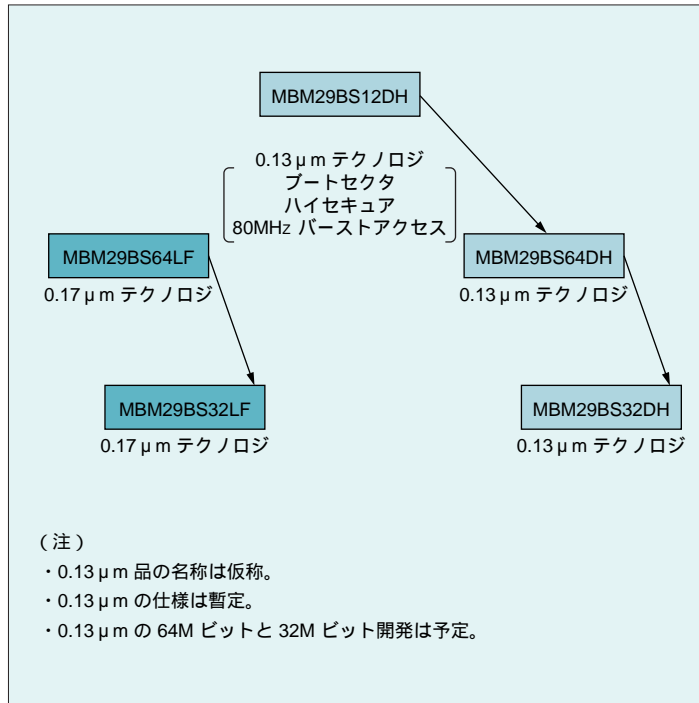 MBM29BS12DH
0.13μm テクノロジ
ブートセクタ
ハイセキュア
80MHz バーストアクセス
MBM29BS64LF
0.17μm テクノロジ
MBM29BS64DH
0.13μm テクノロジ
MBM29BS32LF
0.17μm テクノロジ
MBM29BS32DH
0.13μm テクノロジ
（注）
・0.13μm 品の名称は仮称。
・0.13μm の仕様は暫定。
・0.13μm の 64M ビットと 32M ビット開発は予定。